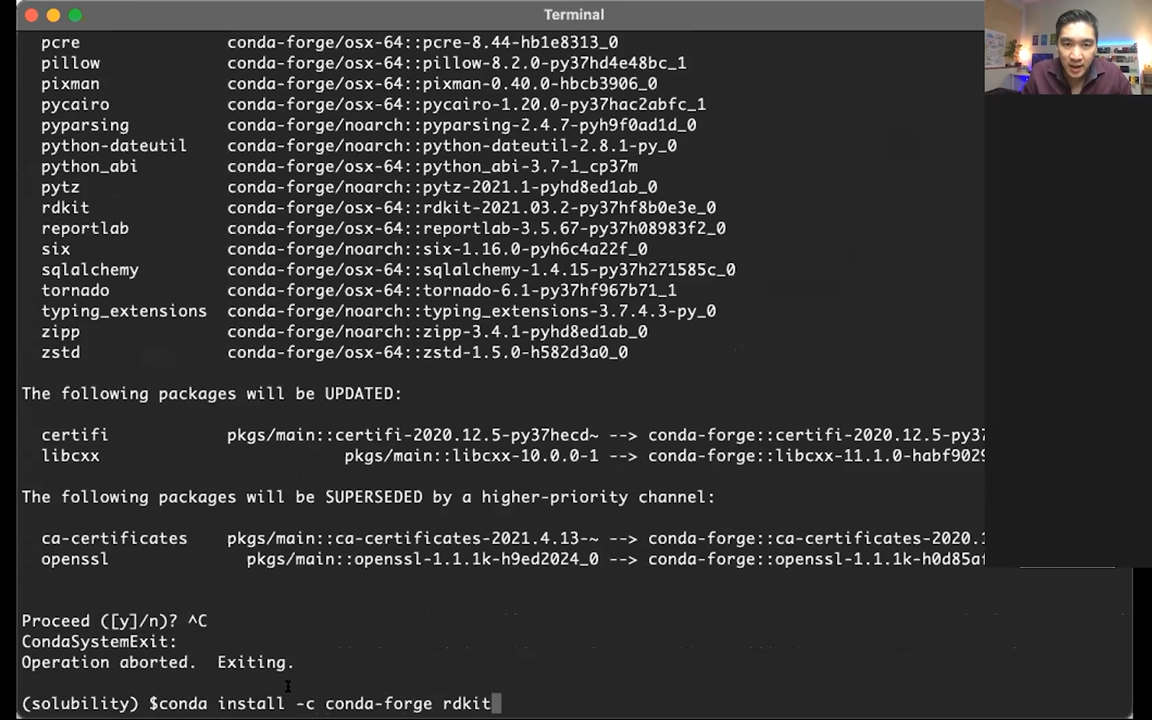 Terminal
pcre conda-forge/osx-64::pcre-8.44-hb1e8313_0
pillow conda-forge/osx-64::pillow-8.2.0-py37hd4e48bc_1
pixman conda-forge/osx-64::pixman-0.40.0-hbcb3906_0
pycairo conda-forge/osx-64::pycairo-1.20.0-py37hac2abfc_1
pyparsing conda-forge/noarch::pyparsing-2.4.7-pyh9f0ad1d_0
python-dateutil conda-forge/noarch::python-dateutil-2.8.1-py_0
python_abi conda-forge/osx-64::python_abi-3.7-1_cp37m
pytz conda-forge/noarch::pytz-2021.1-pyhd8ed1ab_0
rdkit conda-forge/osx-64::rdkit-2021.03.2-py37hf8b0e3e_0
reportlab conda-forge/osx-64::reportlab-3.5.67-py37h08983f2_0
six conda-forge/noarch::six-1.16.0-pyh6c4a22f_0
sqlalchemy conda-forge/osx-64::sqlalchemy-1.4.15-py37h271585c_0
tornado conda-forge/osx-64::tornado-6.1-py37hf967b71_1
typing_extensions conda-forge/noarch::typing_extensions-3.7.4.3-py_0
zipp conda-forge/noarch::zipp-3.4.1-pyhd8ed1ab_0
zstd conda-forge/osx-64::zstd-1.5.0-h582d3a0_0
The following packages will be UPDATED:
certifi pkgs/main::certifi-2020.12.5-py37hecd~ --> conda-forge::certifi-2020.12.5-py37
libcxx pkgs/main::libcxx-10.0.0-1 --> conda-forge::libcxx-11.1.0-habf9029
The following packages will be SUPERSEDED by a higher-priority channel:
ca-certificates pkgs/main::ca-certificates-2021.4.13-~ --> conda-forge::ca-certificates-2020.1
openssl pkgs/main::openssl-1.1.1k-h9ed2024_0 --> conda-forge::openssl-1.1.1k-h0d85af
Proceed ([y]/n)? ^C
CondaSystemExit:
Operation aborted. Exiting.
(solubility) $conda install -c conda-forge rdkit